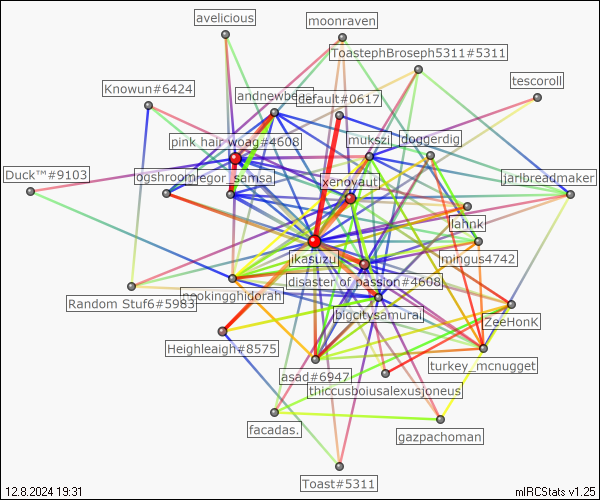 avelicious
moonraven
ToastephBroseph5311#5311
tescoroll
Knowun#6424
default#0617
pink hair woag#4608
mukszi
doggerdig
Duck™#9103
ogshroom
egor_samsa
xenovaut
jarlbreadmaker
lahnk
ikasuzu
mingus4742
disaster of passion#4608
Random Stuf6#5983
bigcitysamurai
ZeeHonK
Heighleaigh#8575
turkey_mcnugget
asad#6947
thiccusboiusalexusjoneus
facadas.
gazpachoman
Toast#5311
12.8.2024 19:31
mIRCStats v1.25